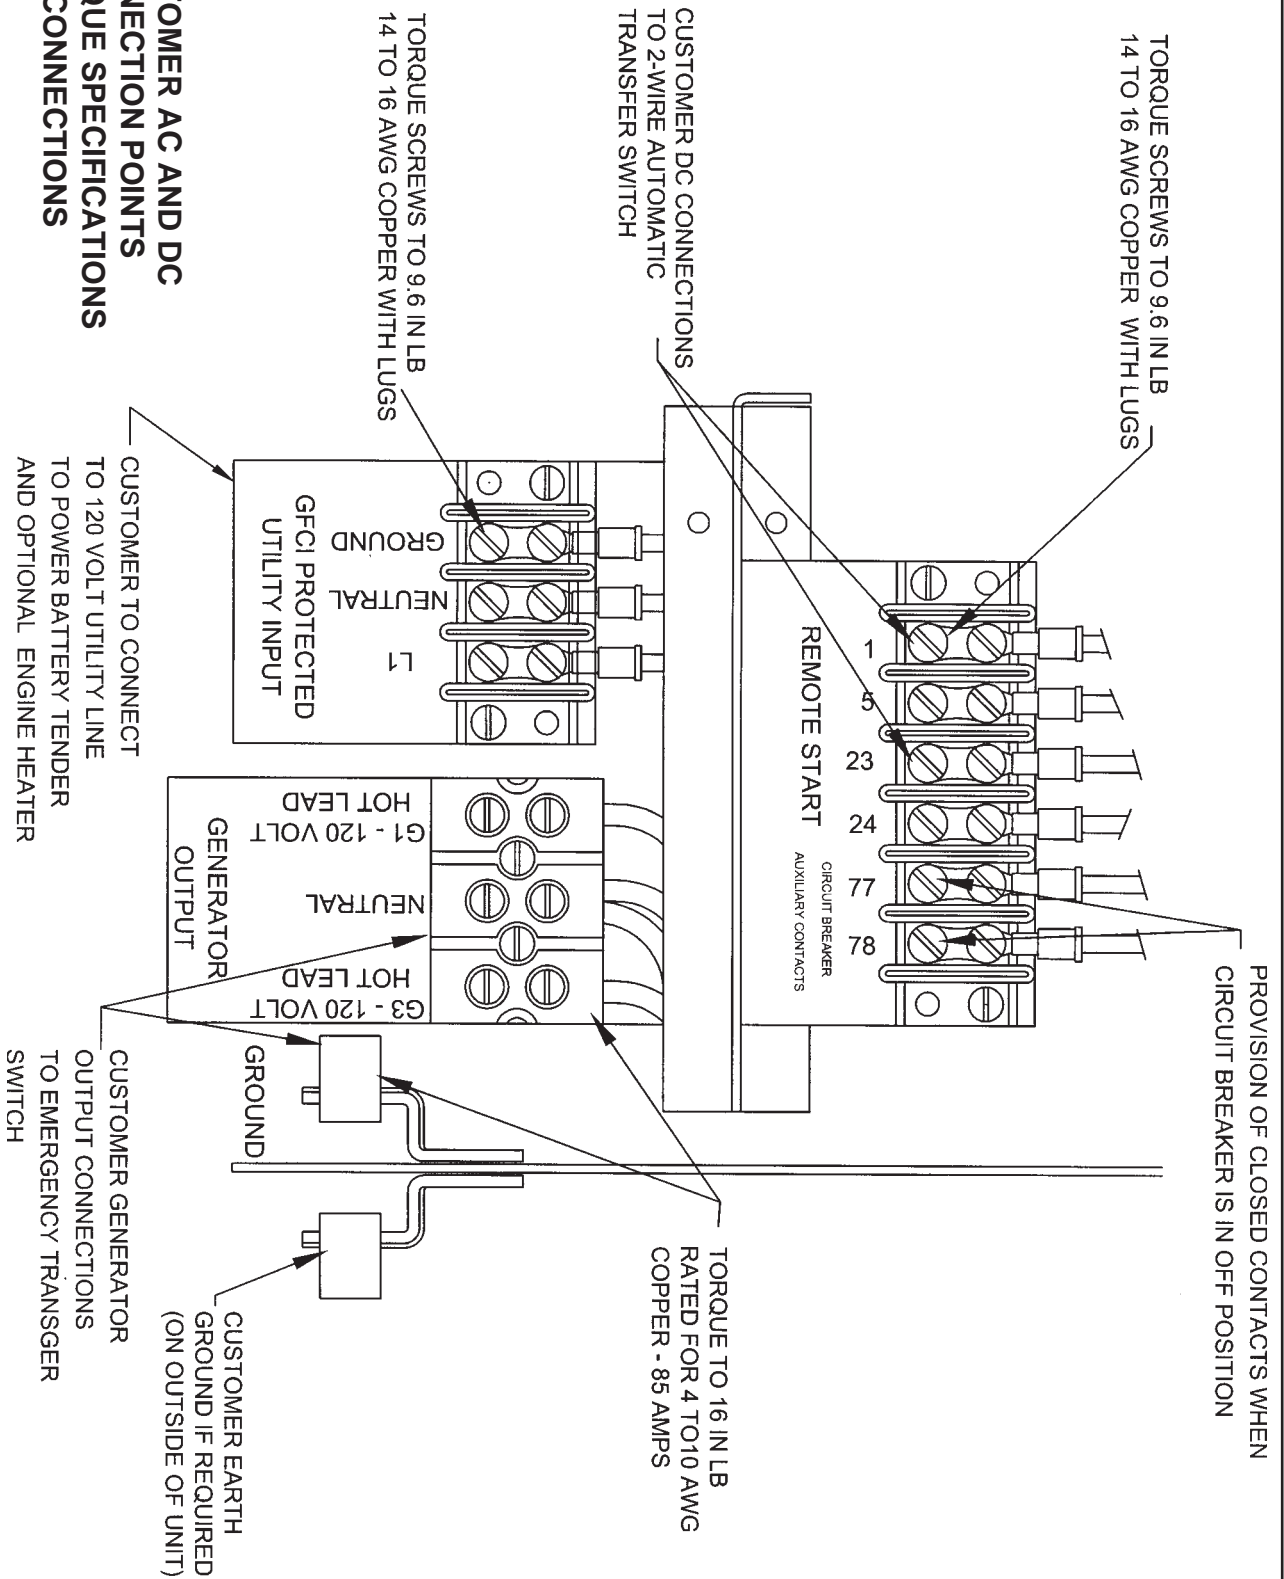 PROVISION OF CLOSED CONTACTS WHEN
CIRCUIT BREAKER IS IN OFF POSITION
TORQUE SCREWS TO 9.6 IN LB
14 TO 16 AWG COPPER WITH LUGS
CUSTOMER DC CONNECTIONS
TO 2-WIRE AUTOMATIC
TRANSFER SWITCH
1
5
23
24
77
78
REMOTE START
CIRCUIT BREAKER
AUXILIARY CONTACTS
TORQUE SCREWS TO 9.6 IN LB
14 TO 16 AWG COPPER WITH LUGS
GROUND
NEUTRAL
L1
GFCI PROTECTED
UTILITY INPUT
G1 - 120 VOLT
HOT LEAD
NEUTRAL
G3 - 120 VOLT
HOT LEAD
GENERATOR
OUTPUT
GROUND
TORQUE TO 16 IN LB
RATED FOR 4 TO10 AWG
COPPER - 85 AMPS
CUSTOMER EARTH
GROUND IF REQUIRED
(ON OUTSIDE OF UNIT)
CUSTOMER GENERATOR
OUTPUT CONNECTIONS
TO EMERGENCY TRANSGER
SWITCH
CUSTOMER TO CONNECT
TO 120 VOLT UTILITY LINE
TO POWER BATTERY TENDER
AND OPTIONAL ENGINE HEATER
TOMER AC AND DC
NECTION POINTS
QUE SPECIFICATIONS
CONNECTIONS